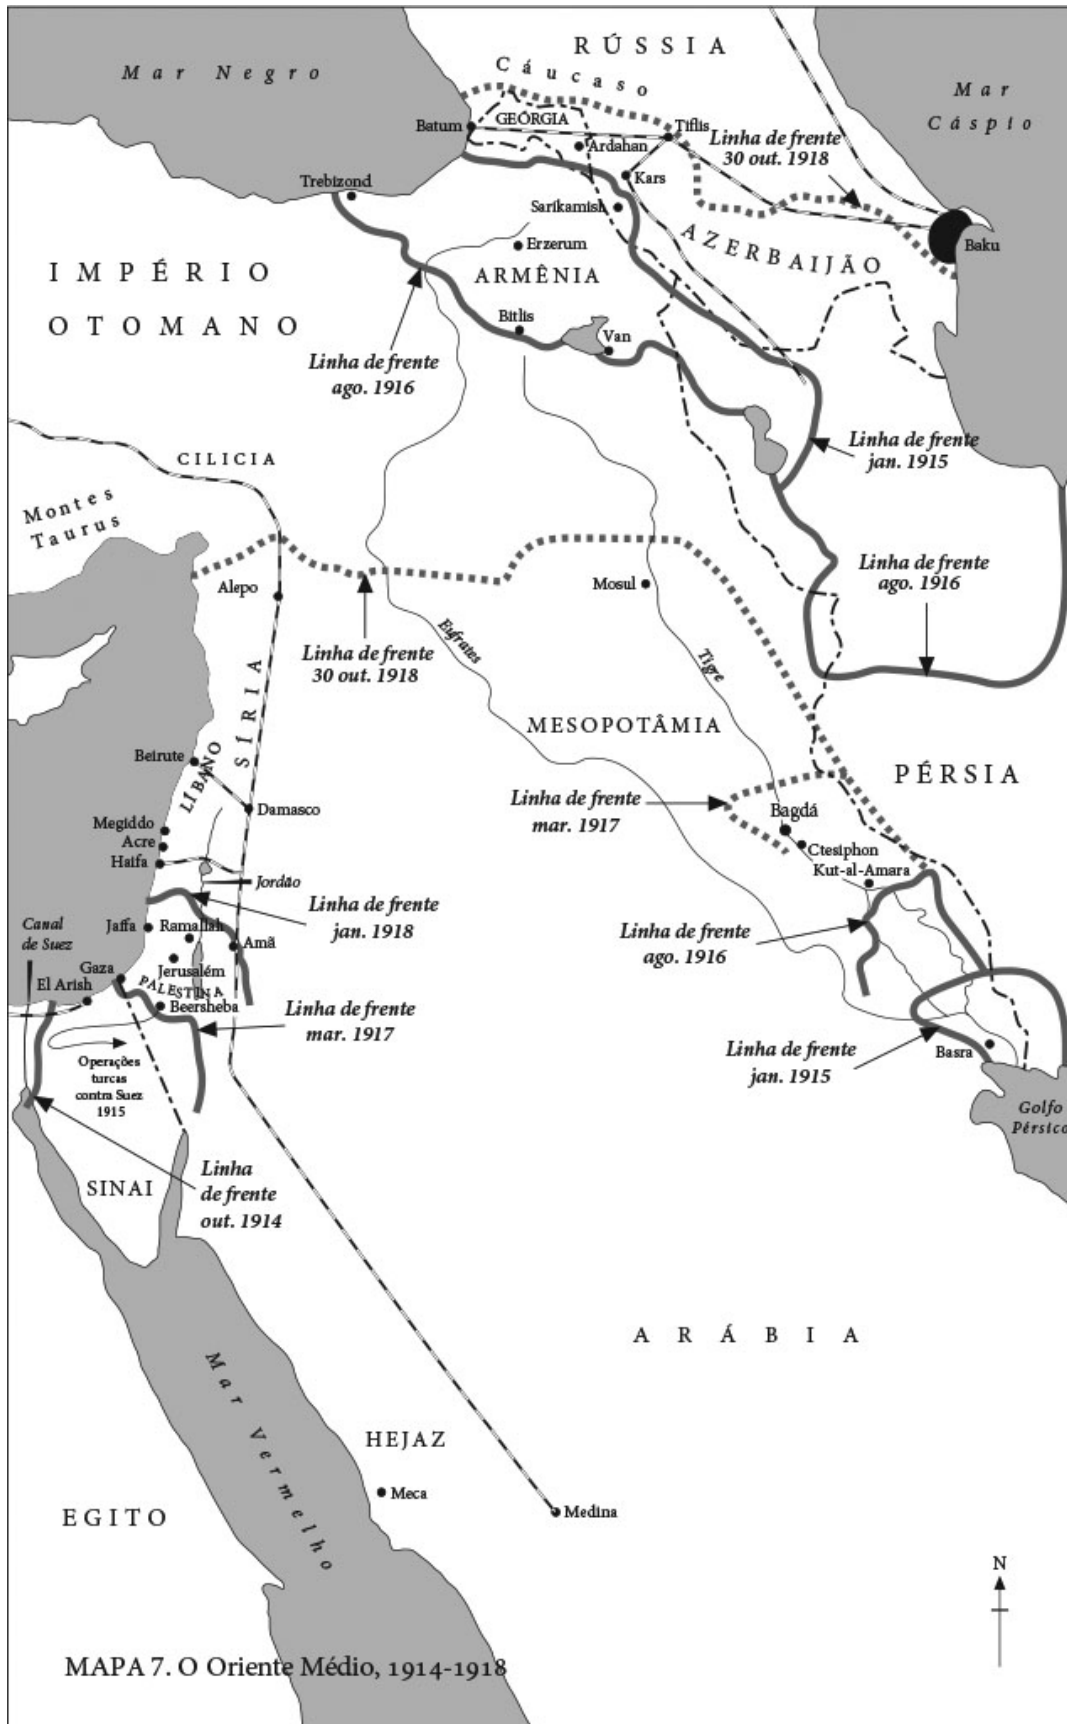 RÚSSIA
Mar Negro
Cáucaso
Mar
Cáspio
GEÓRGIA
Batum
Tiflis
Linha de frente
30 out. 1918
Ardahan
Trebizond
Kars
Sarikamish
AZERBAIJÃO
Baku
Erzerum
IMPÉRIO
OTOMANO
ARMÊNIA
Bitlis
Van
Linha de frente
ago. 1916
Linha de frente
jan. 1915
CILICIA
Montes
Taurus
Linha de frente
ago. 1916
Alepo
Mosul
Eufrates
Tigre
Linha de frente
30 out. 1918
SÍRIA
MESOPOTÂMIA
Beirute
LÍBANO
PÉRSIA
Linha de frente
mar. 1917
Damasco
Bagdá
Megiddo
Acre
Haifa
Ctesiphon
Kut-al-Amara
Jordão
Linha de frente
jan. 1918
Canal
de Suez
Jaffa
Ramallah
Amã
Linha de frente
ago. 1916
Gaza
Jerusalém
El Arish
PALESTINA
Beersheba
Linha de frente
mar. 1917
Linha de frente
jan. 1915
Basra
Operações
turcas
contra Suez
1915
Golfo
Pérsico
Linha
de frente
out. 1914
SINAI
ARÁBIA
Mar Vermelho
HEJAZ
Meca
Medina
EGITO
N
MAPA 7. O Oriente Médio, 1914-1918